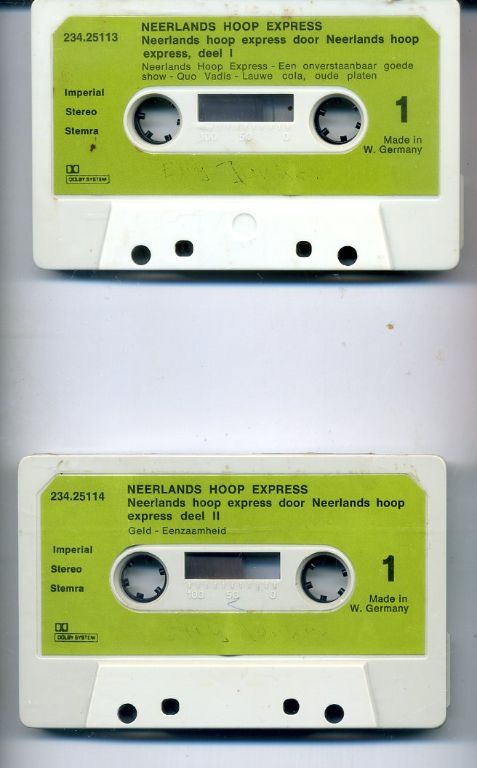 NEERLANDS HOOP EXPRESS
234.25113
Neerlands hoop express door Neerlands hoop
express, deel I
Neerlands Hoop Express - Een onverstaanbaar goede
show - Quo Vadis - Lauwe cola, oude platen
Imperial
Stereo
Stemra
1
100 50 0
Made in
W. Germany
DOLBY SYSTEM
NEERLANDS HOOP EXPRESS
234.25114
Neerlands hoop express door Neerlands hoop
express deel II
Geld - Eenzaamheid
Imperial
Stereo
Stemra
1
100 50 0
Made in
W. Germany
DOLBY SYSTEM